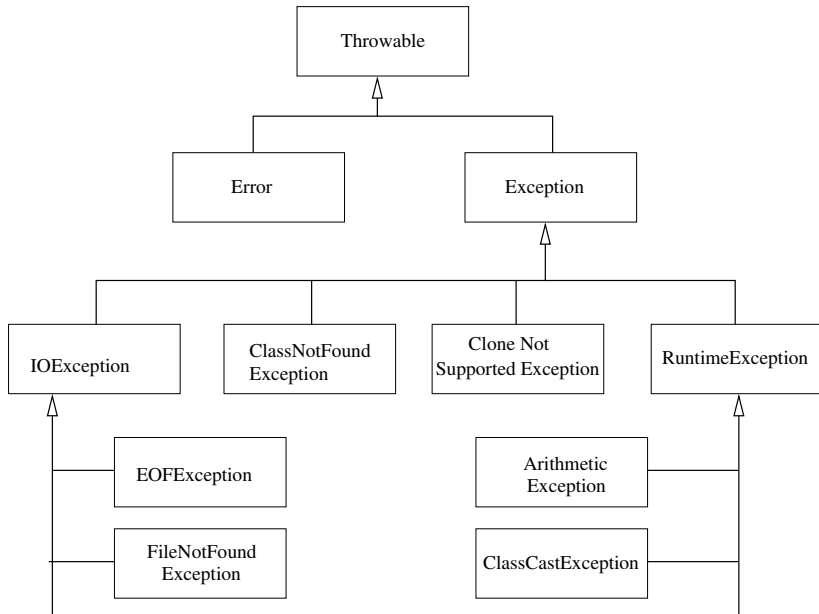 Throwable
Error
Exception
IOException
ClassNotFound
Exception
Clone Not
Supported Exception
RuntimeException
EOFException
Arithmetic
Exception
FileNotFound
Exception
ClassCastException